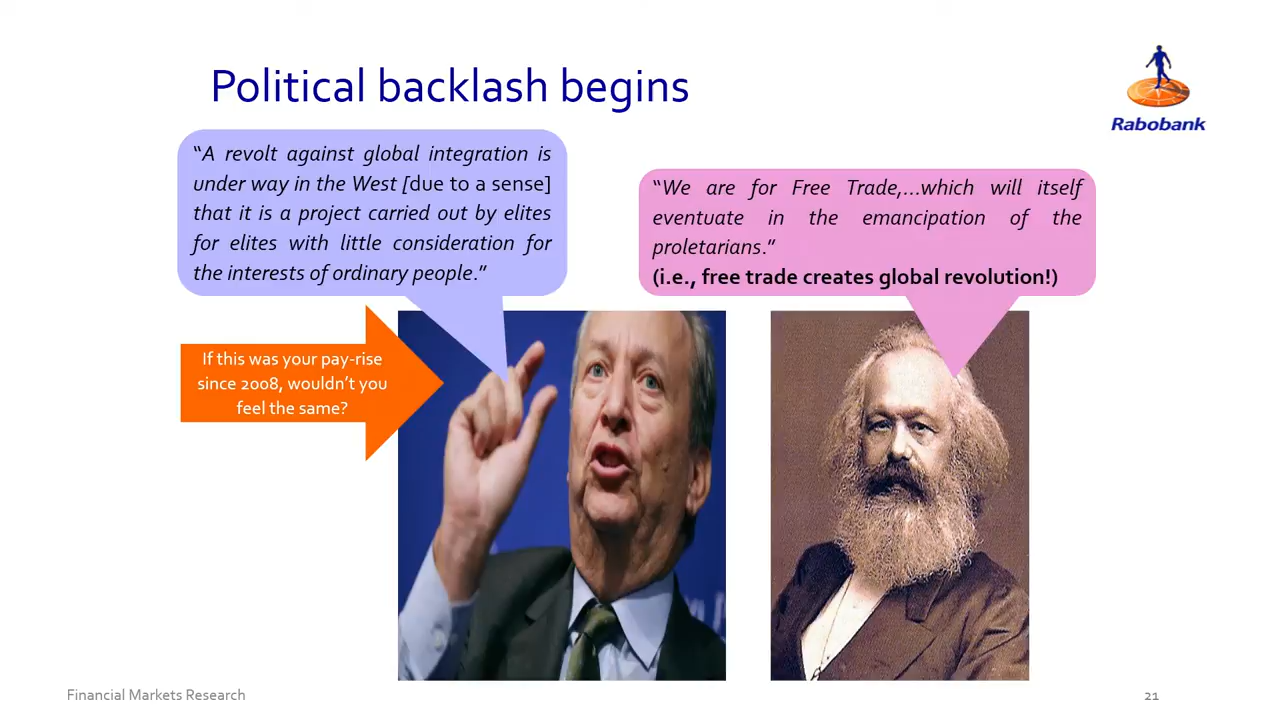 Political backlash begins
Rabobank
“A revolt against global integration is
under way in the West [due to a sense]
that it is a project carried out by elites
for elites with little consideration for
the interests of ordinary people.”
“We are for Free Trade,...which will itself
eventuate in the emancipation of the
proletarians.”
(i.e., free trade creates global revolution!)
If this was your pay-rise
since 2008, wouldn’t you
feel the same?
Financial Markets Research
21